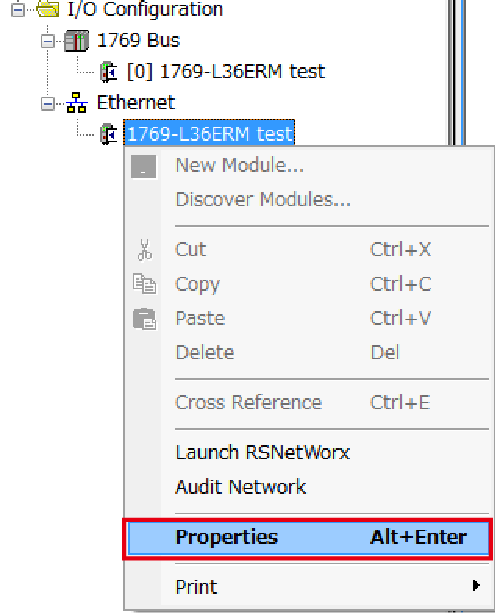 I/O Configuration
1769 Bus
[0] 1769-L36ERM test
Ethernet
1769-L36ERM test
New Module...
Discover Modules...
Cut Ctrl+X
Copy Ctrl+C
Paste Ctrl+V
Delete Del
Cross Reference Ctrl+E
Launch RSNetWorx
Audit Network
Properties Alt+Enter
Print